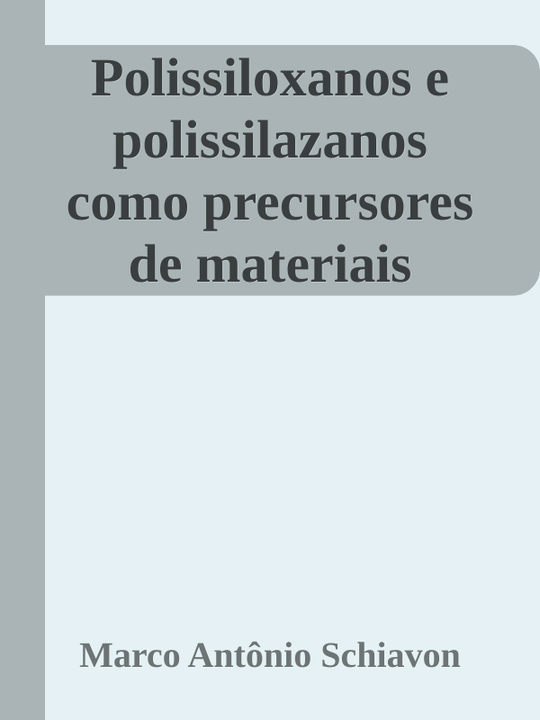 Polissiloxanos e
polissilazanos
como precursores
de materiais
Marco Antônio Schiavon